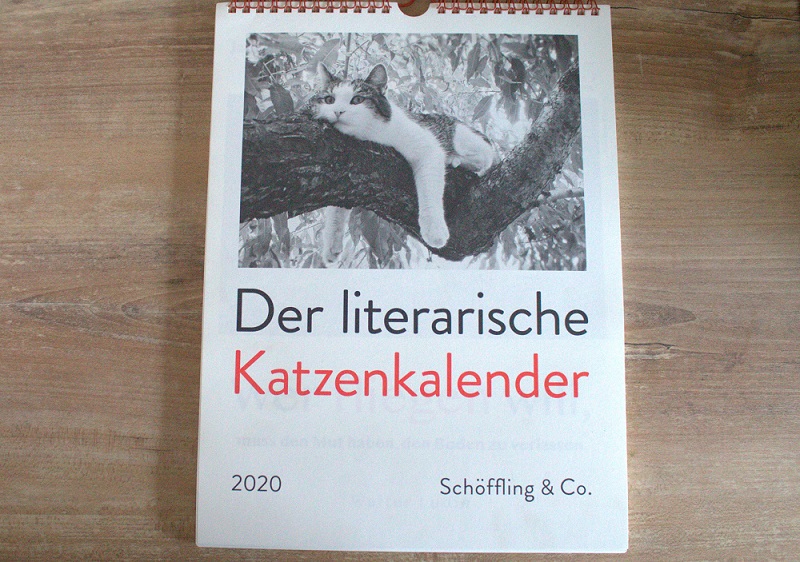 Der literarische
Katzenkalender
2020
Schöffling & Co.